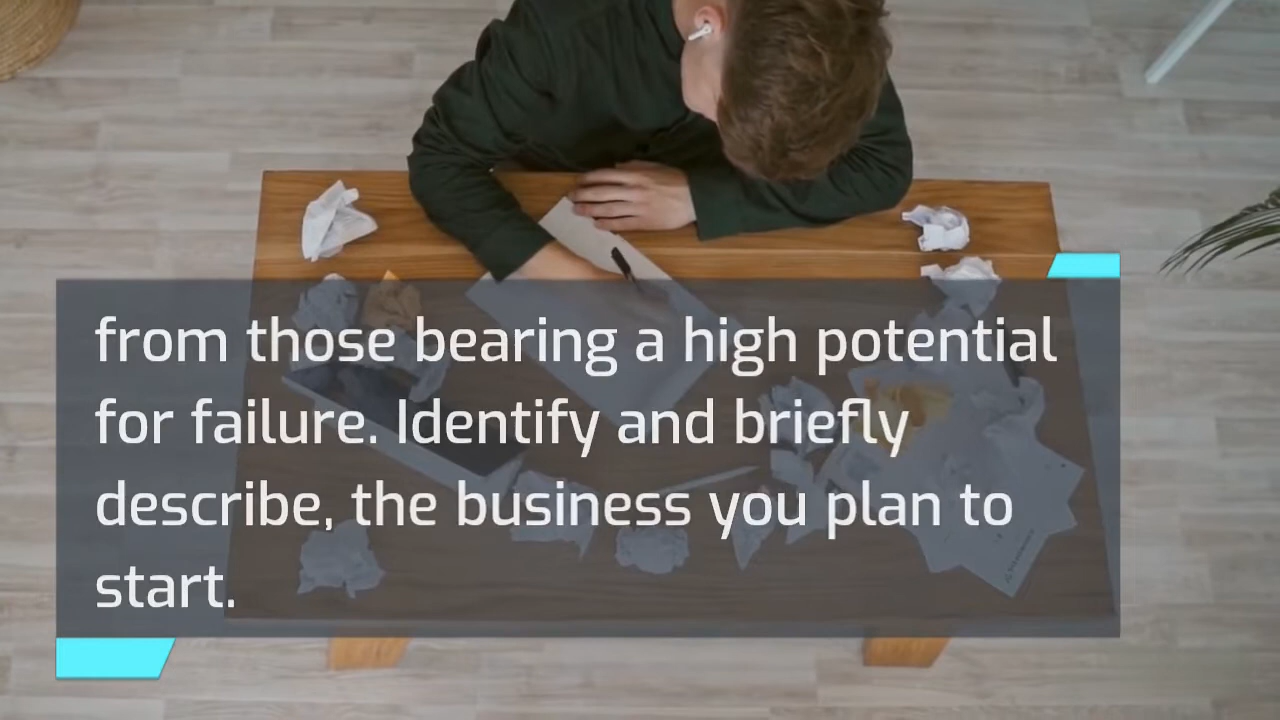 from those bearing a high potential
for failure. Identify and briefly
describe, the business you plan to
start.